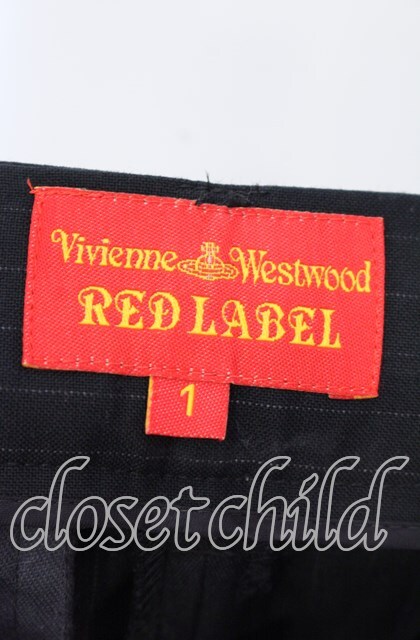 Vivienne Westwood
RED LABEL
1
closet child